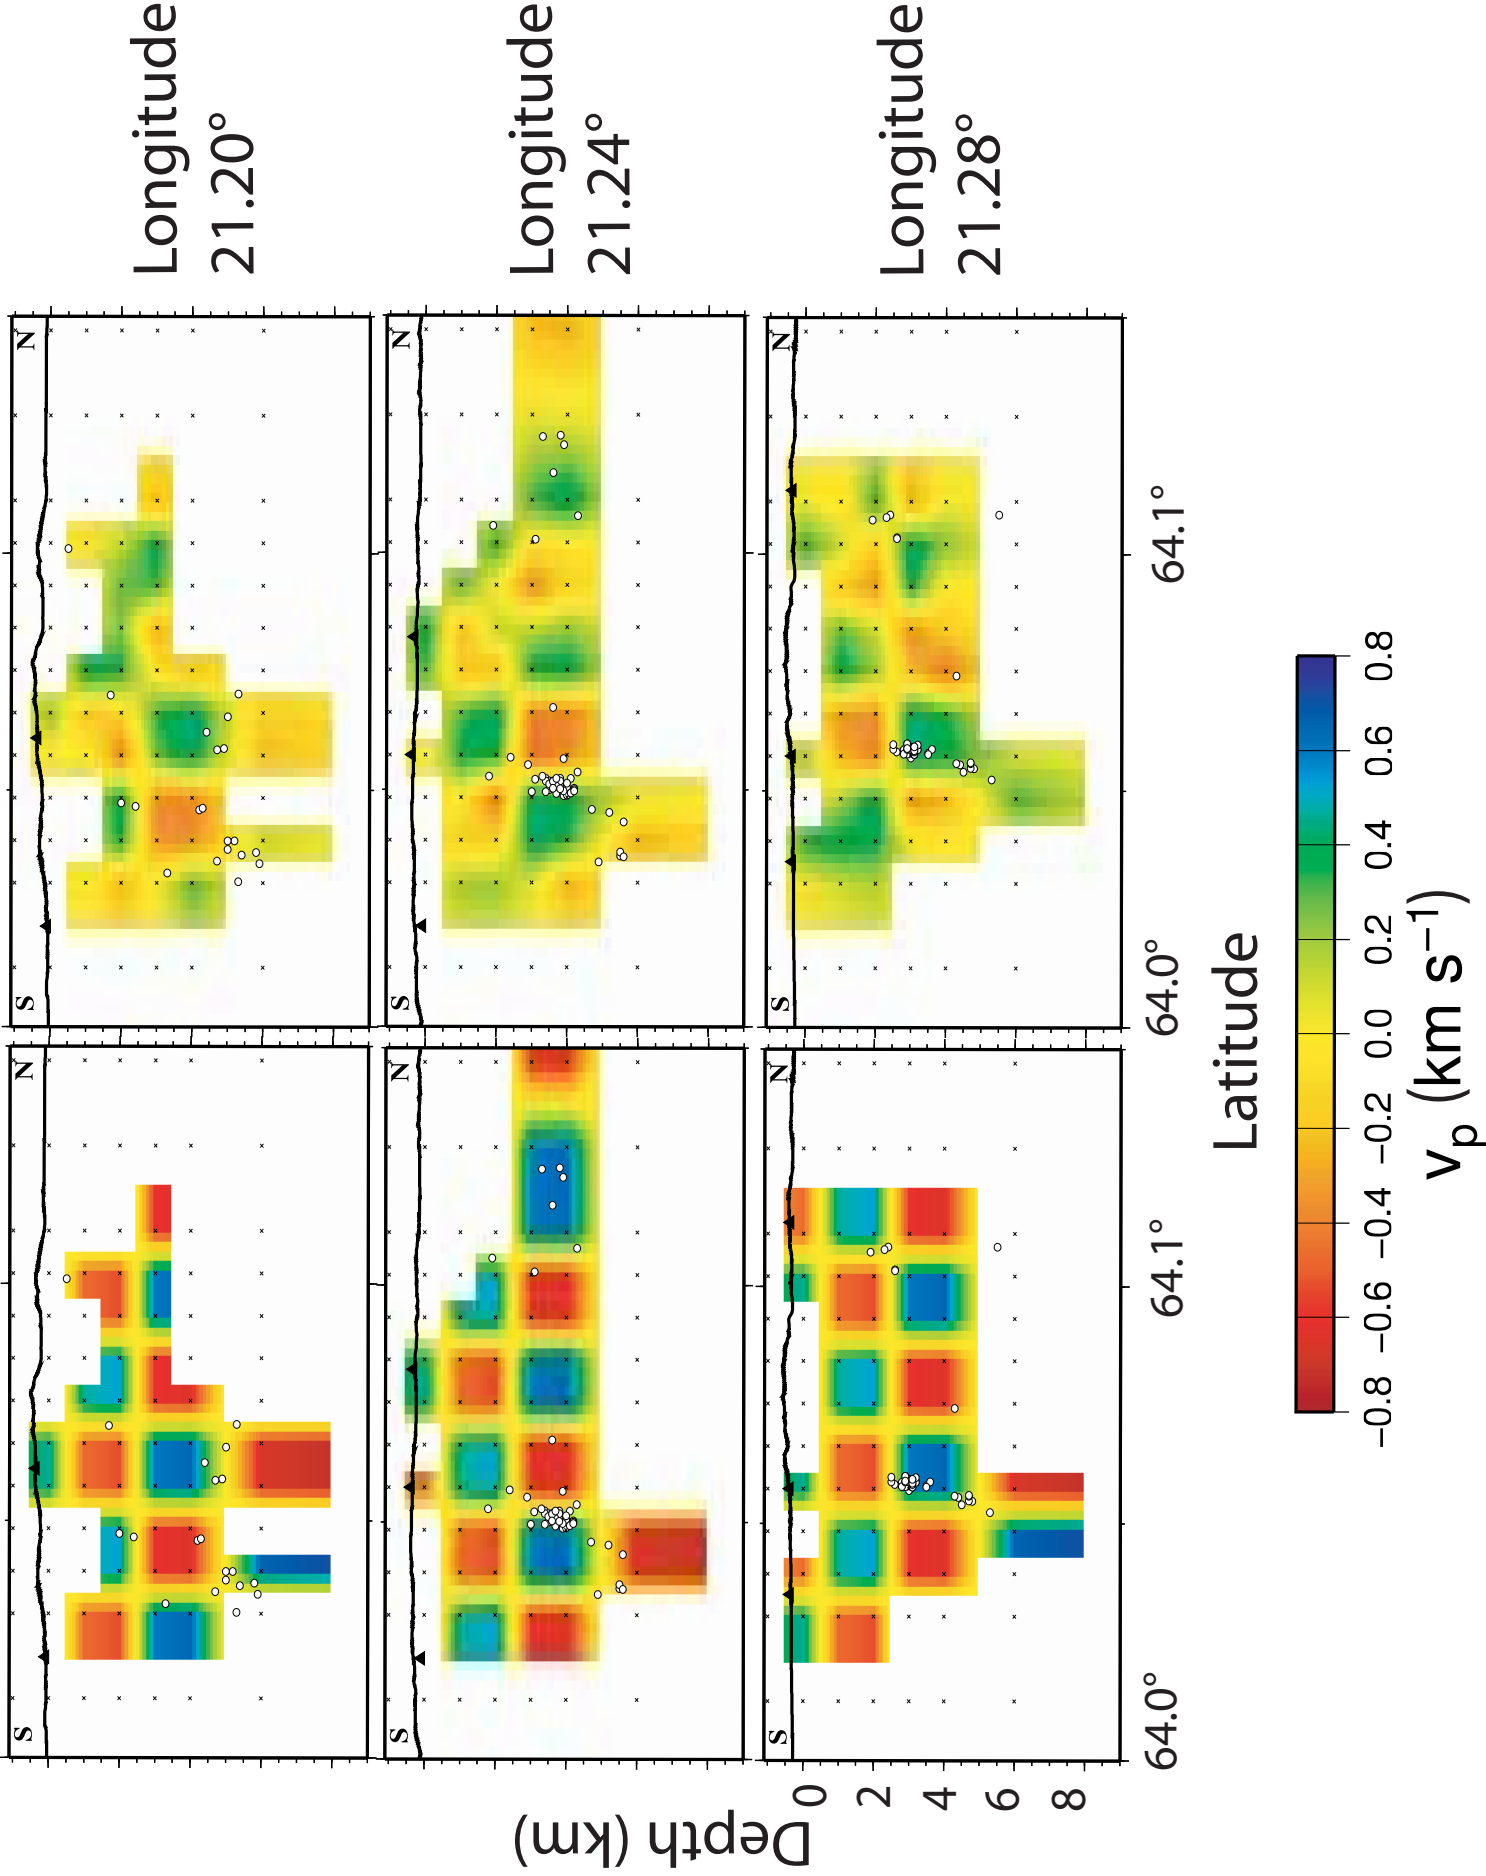 S
N
S
N
Longitude
21.20°
S
N
S
N
Longitude
21.24°
S
N
S
N
Longitude
21.28°
Depth (km)
0
2
4
6
8
64.0°
64.1°
64.0°
64.1°
Latitude
−0.8 −0.6 −0.4 −0.2 0.0 0.2 0.4 0.6 0.8
vp (km s−1)